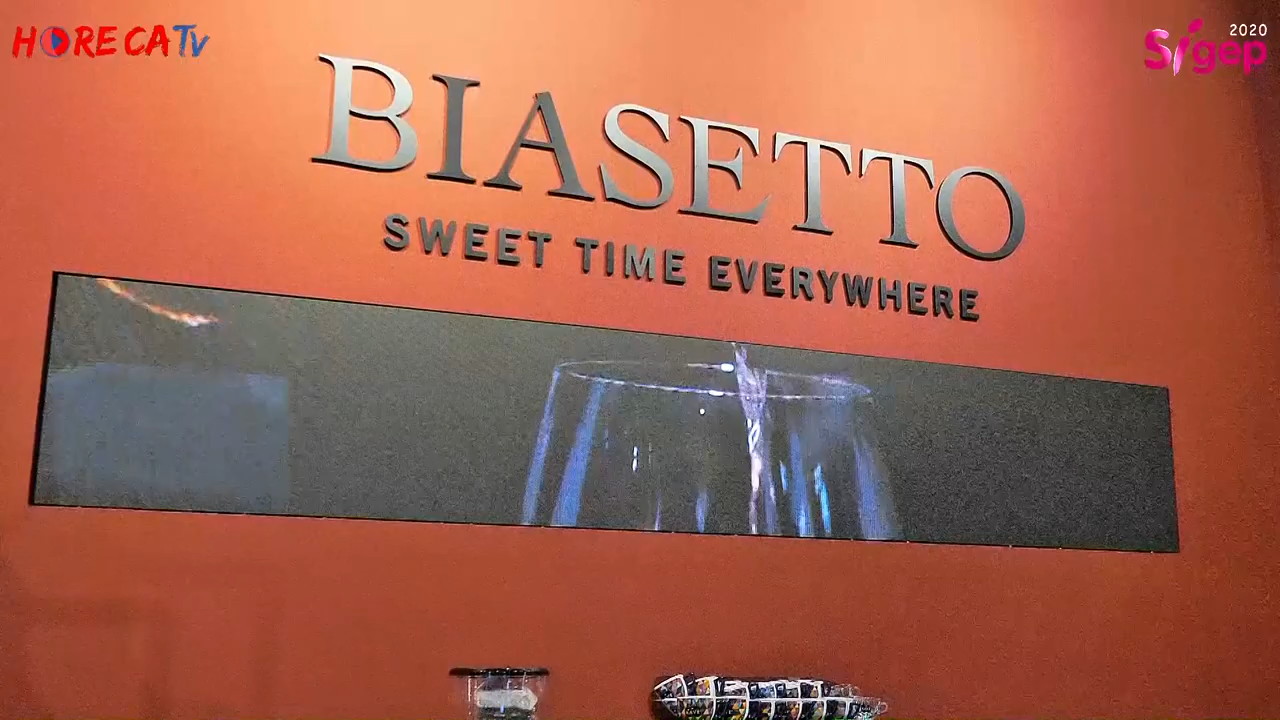 HORECATV
2020
Sigep
BIASETTO
SWEET TIME EVERYWHERE